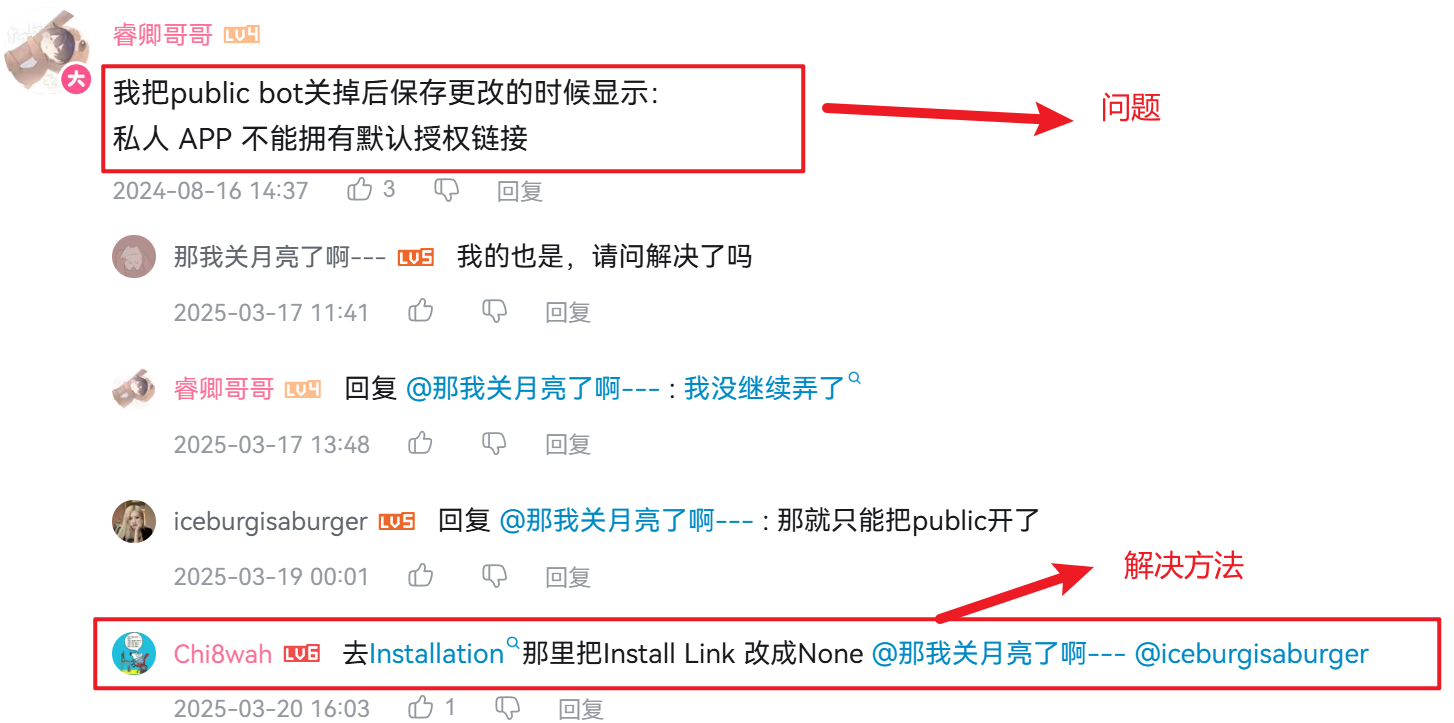 睿卿哥哥 LV4
大
我把public bot关掉后保存更改的时候显示：
私人 APP 不能拥有默认授权链接
问题
2024-08-16 14:37 3 回复
那我关月亮了啊--- LV5 我的也是，请问解决了吗
2025-03-17 11:41 回复
睿卿哥哥 LV4 回复 @那我关月亮了啊--- : 我没继续弄了
2025-03-17 13:48 回复
iceburgisaburger LV5 回复 @那我关月亮了啊--- : 那就只能把public开了
2025-03-19 00:01 回复
解决方法
Chi8wah LV6 去Installation那里把Install Link 改成None @那我关月亮了啊--- @iceburgisaburger
2025-03-20 16:03 1 回复